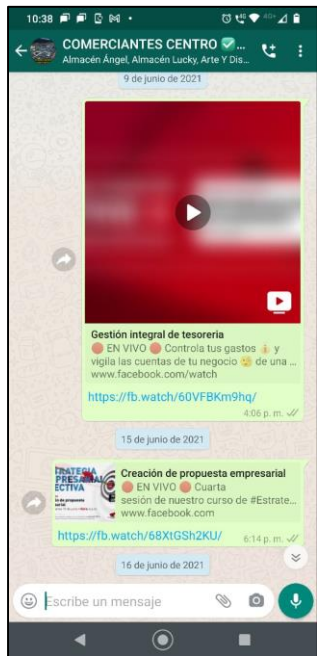 10:38
COMERCIANTES CENTRO ✅...
Almacén Ángel, Almacén Lucky, Arte Y Dis...
9 de junio de 2021
Gestión integral de tesoreria
🔴 EN VIVO 🔴 Controla tus gastos 💰 y
vigila las cuentas de tu negocio 🧐 de una ...
www.facebook.com/watch
https://fb.watch/60VFBKm9hq/
4:06 p. m.
15 de junio de 2021
Creación de propuesta empresarial
🔴 EN VIVO 🔴 Cuarta
sesión de nuestro curso de #Estrate...
www.facebook.com
https://fb.watch/68XtGSh2KU/
6:14 p. m.
16 de junio de 2021
Escribe un mensaje